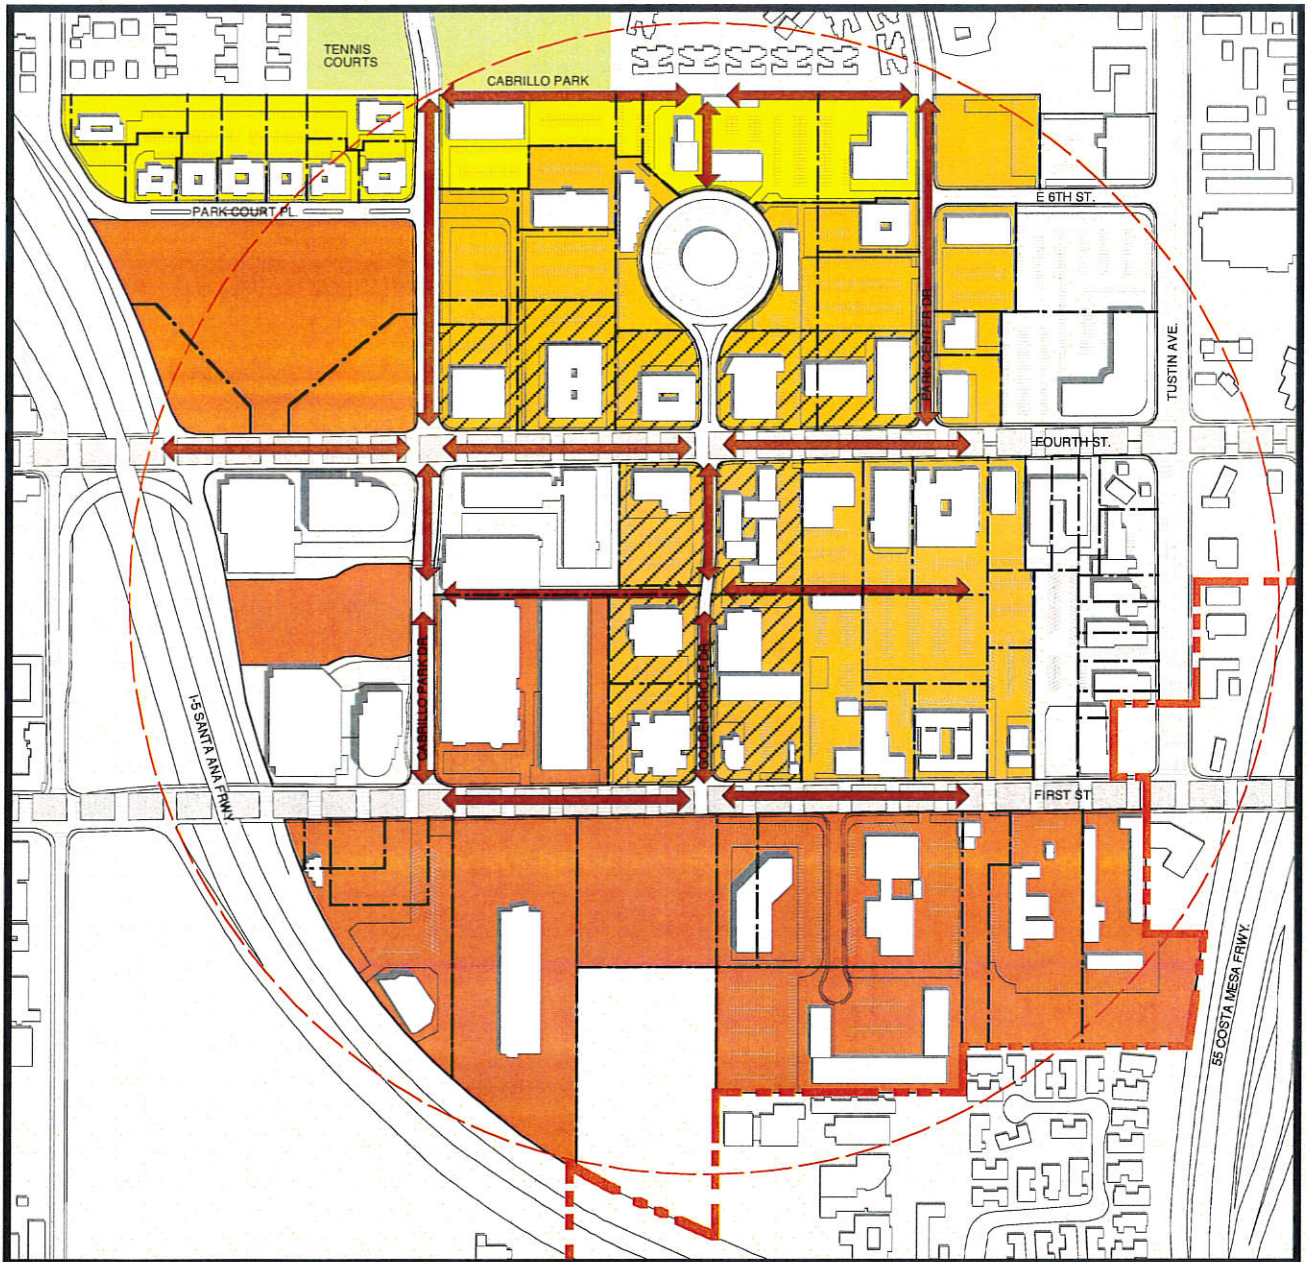 TENNIS
COURTS
CABRILLO PARK
PARK COURT PL.
E 6TH ST.
PARK CENTER DR
TUSTIN AVE.
FOURTH ST.
CABRILLO PARK DR
GOLDEN CIRCLE DR
I-5 SANTA ANA FRWY.
FIRST ST.
55 COSTA MESA FRWY.